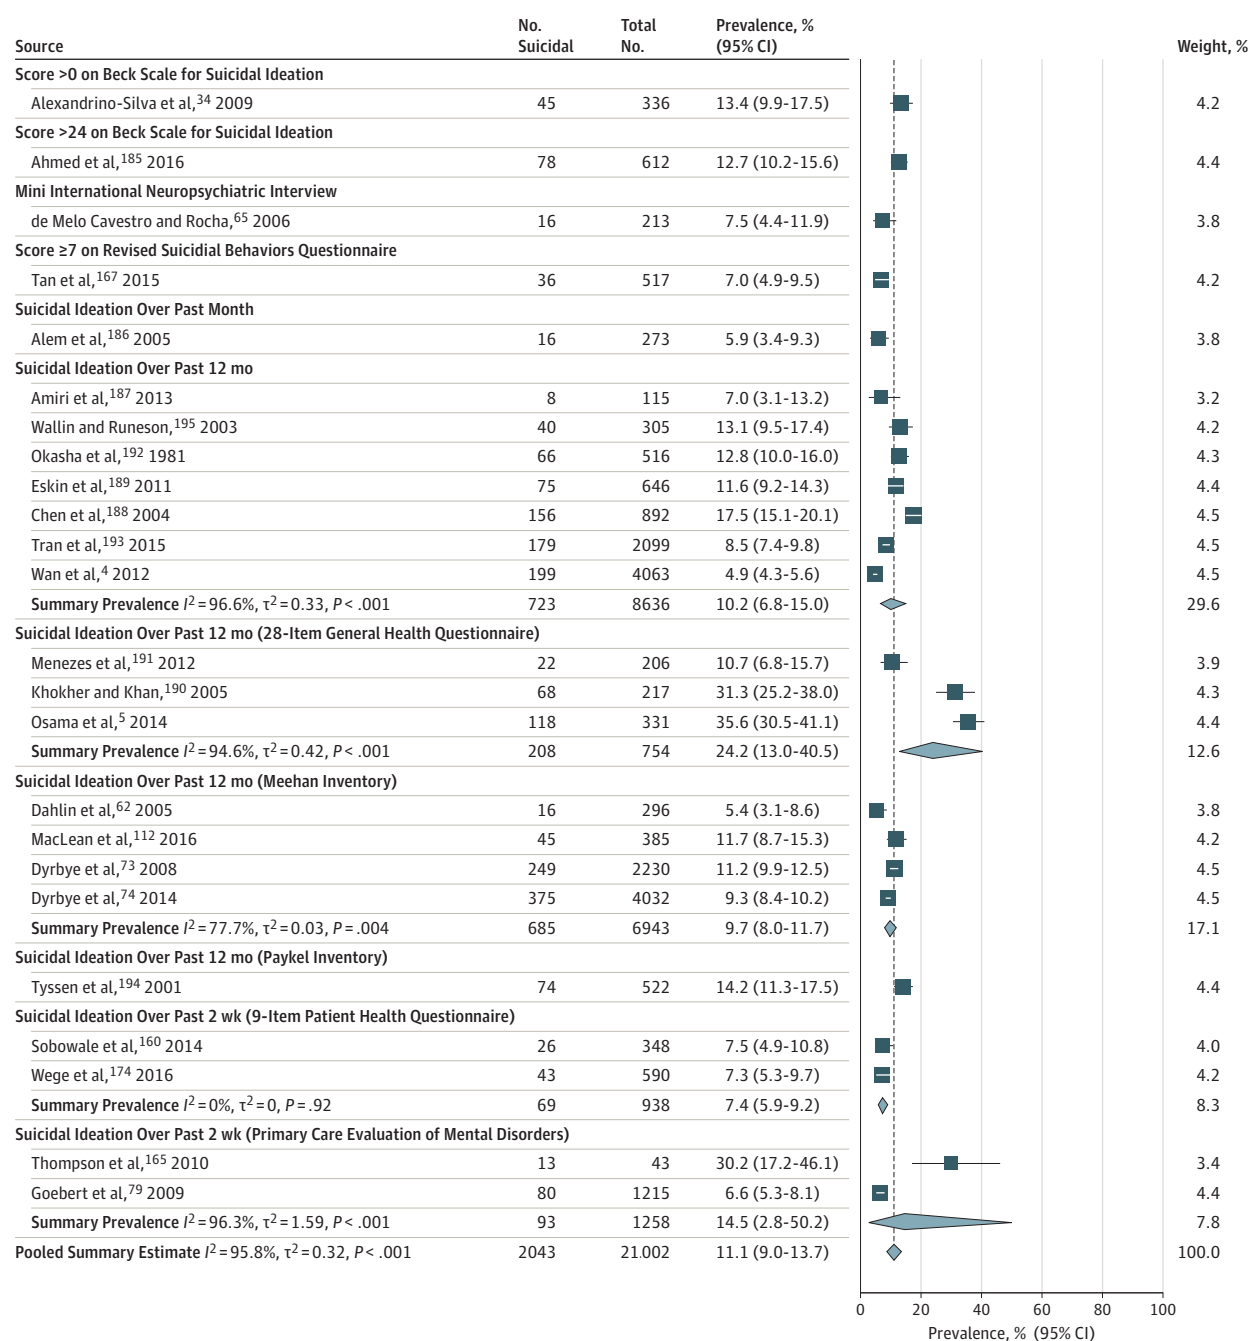 Source No. Suicidal Total No. Prevalence, % (95% CI) Weight, %
Score >0 on Beck Scale for Suicidal Ideation
Alexandrino-Silva et al,34 2009 45 336 13.4 (9.9-17.5) 4.2
Score >24 on Beck Scale for Suicidal Ideation
Ahmed et al,185 2016 78 612 12.7 (10.2-15.6) 4.4
Mini International Neuropsychiatric Interview
de Melo Cavestro and Rocha,65 2006 16 213 7.5 (4.4-11.9) 3.8
Score ≥7 on Revised Suicidial Behaviors Questionnaire
Tan et al,167 2015 36 517 7.0 (4.9-9.5) 4.2
Suicidal Ideation Over Past Month
Alem et al,186 2005 16 273 5.9 (3.4-9.3) 3.8
Suicidal Ideation Over Past 12 mo
Amiri et al,187 2013 8 115 7.0 (3.1-13.2) 3.2
Wallin and Runeson,195 2003 40 305 13.1 (9.5-17.4) 4.2
Okasha et al,192 1981 66 516 12.8 (10.0-16.0) 4.3
Eskin et al,189 2011 75 646 11.6 (9.2-14.3) 4.4
Chen et al,188 2004 156 892 17.5 (15.1-20.1) 4.5
Tran et al,193 2015 179 2099 8.5 (7.4-9.8) 4.5
Wan et al,4 2012 199 4063 4.9 (4.3-5.6) 4.5
Summary Prevalence I2=96.6%, τ2=0.33, P<.001 723 8636 10.2 (6.8-15.0) 29.6
Suicidal Ideation Over Past 12 mo (28-Item General Health Questionnaire)
Menezes et al,191 2012 22 206 10.7 (6.8-15.7) 3.9
Khokher and Khan,190 2005 68 217 31.3 (25.2-38.0) 4.3
Osama et al,5 2014 118 331 35.6 (30.5-41.1) 4.4
Summary Prevalence I2=94.6%, τ2=0.42, P<.001 208 754 24.2 (13.0-40.5) 12.6
Suicidal Ideation Over Past 12 mo (Meehan Inventory)
Dahlin et al,62 2005 16 296 5.4 (3.1-8.6) 3.8
MacLean et al,112 2016 45 385 11.7 (8.7-15.3) 4.2
Dyrbye et al,73 2008 249 2230 11.2 (9.9-12.5) 4.5
Dyrbye et al,74 2014 375 4032 9.3 (8.4-10.2) 4.5
Summary Prevalence I2=77.7%, τ2=0.03, P=.004 685 6943 9.7 (8.0-11.7) 17.1
Suicidal Ideation Over Past 12 mo (Paykel Inventory)
Tyssen et al,194 2001 74 522 14.2 (11.3-17.5) 4.4
Suicidal Ideation Over Past 2 wk (9-Item Patient Health Questionnaire)
Sobowale et al,160 2014 26 348 7.5 (4.9-10.8) 4.0
Wege et al,174 2016 43 590 7.3 (5.3-9.7) 4.2
Summary Prevalence I2=0%, τ2=0, P=.92 69 938 7.4 (5.9-9.2) 8.3
Suicidal Ideation Over Past 2 wk (Primary Care Evaluation of Mental Disorders)
Thompson et al,165 2010 13 43 30.2 (17.2-46.1) 3.4
Goebert et al,79 2009 80 1215 6.6 (5.3-8.1) 4.4
Summary Prevalence I2=96.3%, τ2=1.59, P<.001 93 1258 14.5 (2.8-50.2) 7.8
Pooled Summary Estimate I2=95.8%, τ2=0.32, P<.001 2043 21.002 11.1 (9.0-13.7) 100.0
0 20 40 60 80 100
Prevalence, % (95% CI)